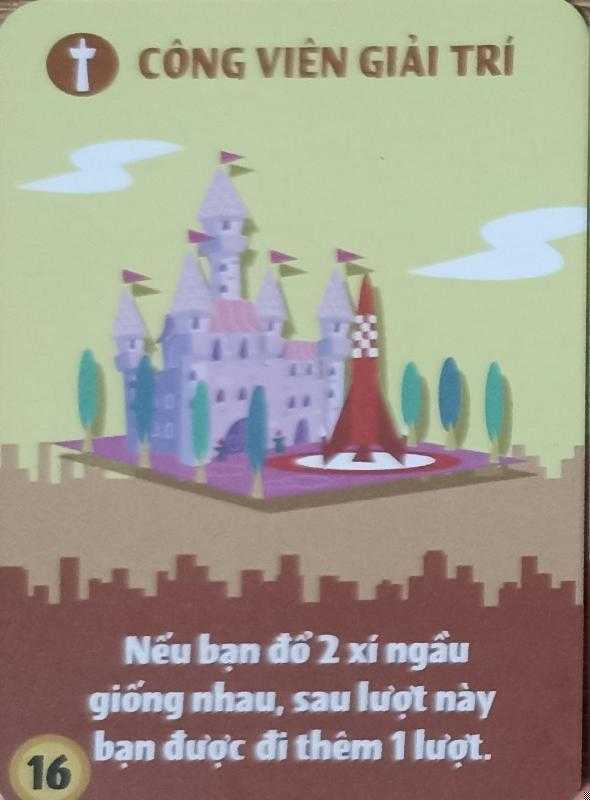 CÔNG VIÊN GIẢI TRÍ
Nếu bạn đổ 2 xí ngầu
giống nhau, sau lượt này
bạn được đi thêm 1 lượt.
16